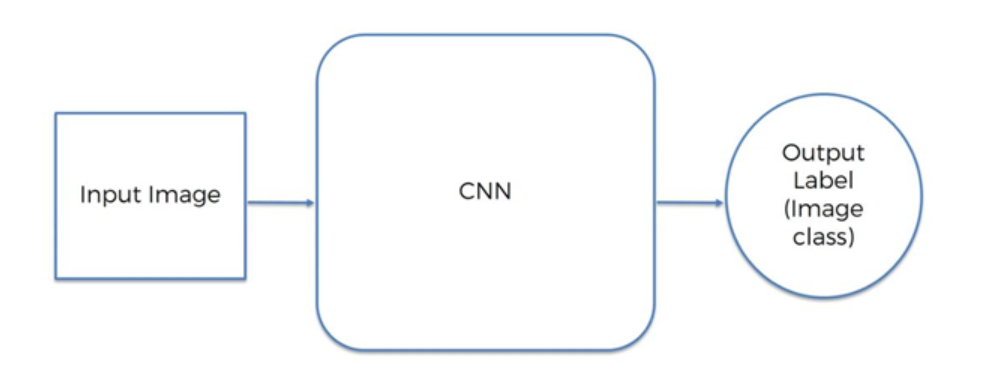 Input Image
CNN
Output
Label
(Image
class)